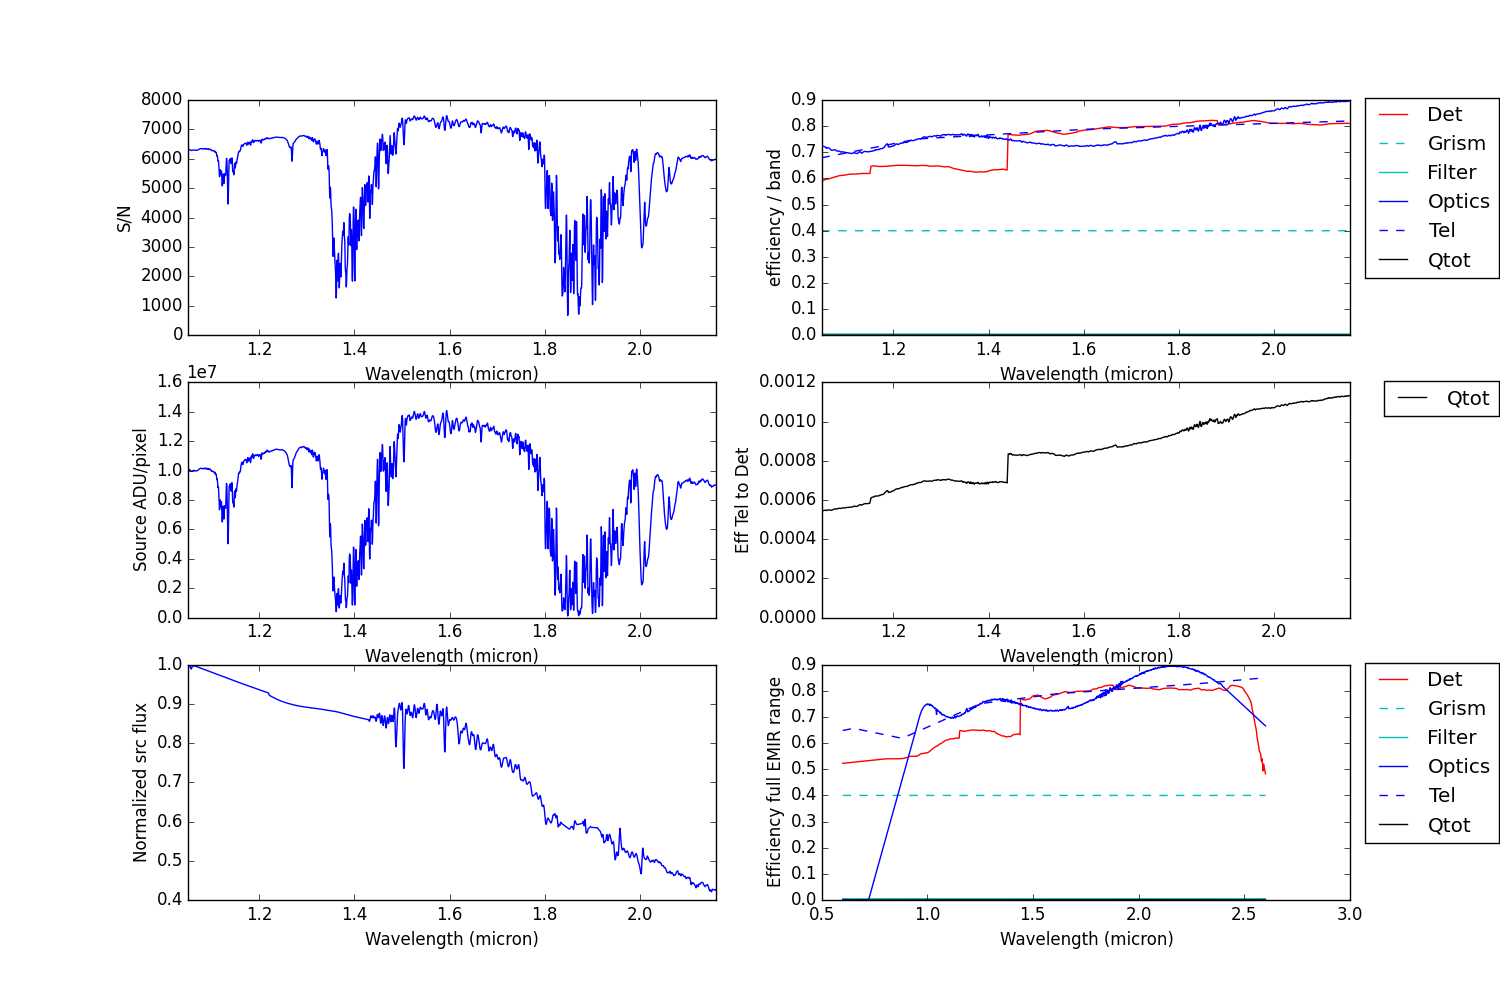 8000
7000
6000
5000
4000
3000
2000
1000
0
S/N
1.2 1.4 1.6 1.8 2.0
Wavelength (micron)
0.9
0.8
0.7
0.6
0.5
0.4
0.3
0.2
0.1
0.0
efficiency / band
1.2 1.4 1.6 1.8 2.0
Wavelength (micron)
Det
Grism
Filter
Optics
Tel
Qtot
1e7
1.6
1.4
1.2
1.0
0.8
0.6
0.4
0.2
0.0
Source ADU/pixel
1.2 1.4 1.6 1.8 2.0
Wavelength (micron)
0.0012
0.0010
0.0008
0.0006
0.0004
0.0002
0.0000
Eff Tel to Det
1.2 1.4 1.6 1.8 2.0
Wavelength (micron)
Qtot
1.0
0.9
0.8
0.7
0.6
0.5
0.4
Normalized src flux
1.2 1.4 1.6 1.8 2.0
Wavelength (micron)
0.9
0.8
0.7
0.6
0.5
0.4
0.3
0.2
0.1
0.0
Efficiency full EMIR range
0.5 1.0 1.5 2.0 2.5 3.0
Wavelength (micron)
Det
Grism
Filter
Optics
Tel
Qtot